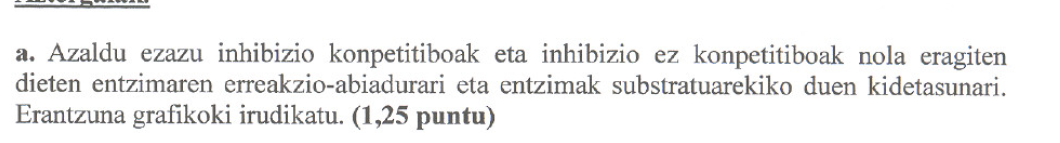 a. Azaldu ezazu inhibizio konpetitiboak eta inhibizio ez konpetitiboak nola eragiten
dieten entzimaren erreakzio-abiadurari eta entzimak substratuarekiko duen kidetasunari.
Erantzuna grafikoki irudikatu. (1,25 puntu)